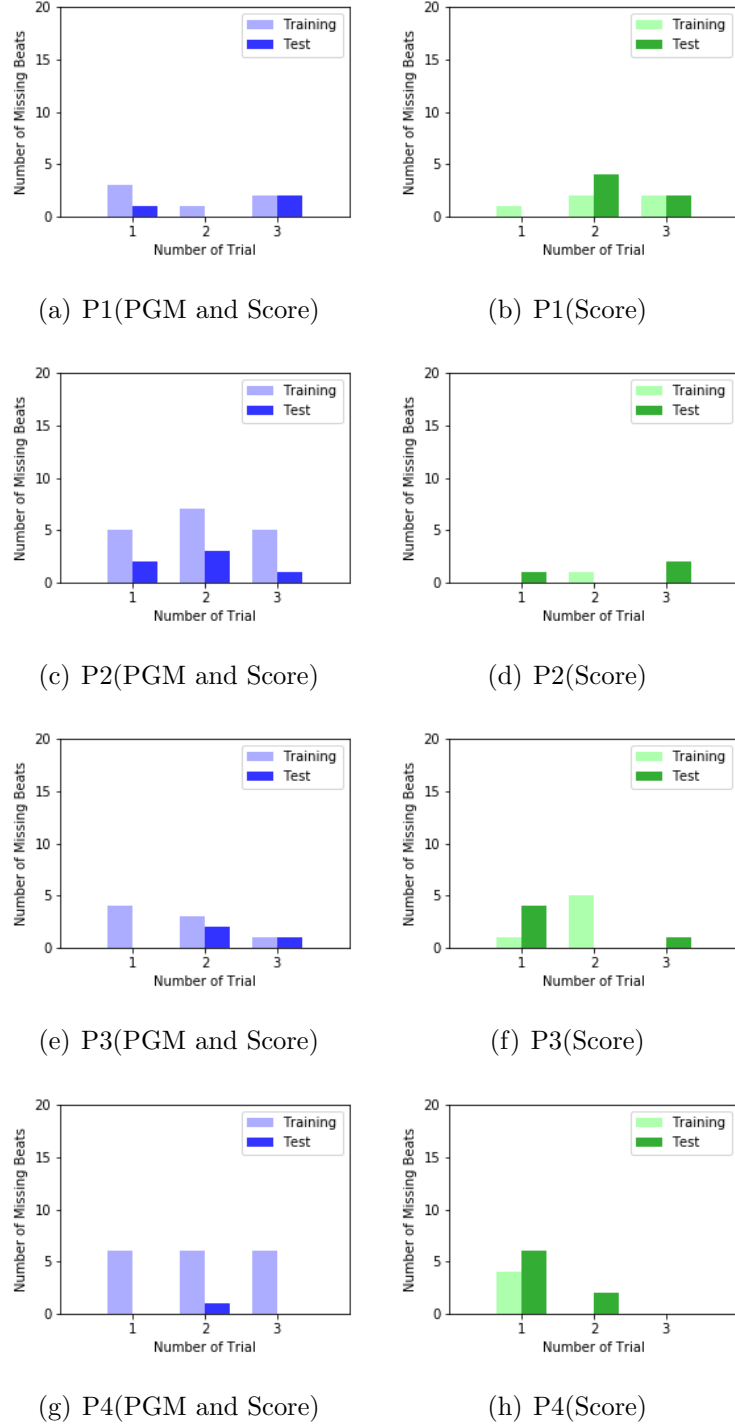 20
15
10
5
0
Number of Missing Beats
Training
Test
1 2 3
Number of Trial
(a) P1(PGM and Score)
20
15
10
5
0
Number of Missing Beats
Training
Test
1 2 3
Number of Trial
(b) P1(Score)
20
15
10
5
0
Number of Missing Beats
Training
Test
1 2 3
Number of Trial
(c) P2(PGM and Score)
20
15
10
5
0
Number of Missing Beats
Training
Test
1 2 3
Number of Trial
(d) P2(Score)
20
15
10
5
0
Number of Missing Beats
Training
Test
1 2 3
Number of Trial
(e) P3(PGM and Score)
20
15
10
5
0
Number of Missing Beats
Training
Test
1 2 3
Number of Trial
(f) P3(Score)
20
15
10
5
0
Number of Missing Beats
Training
Test
1 2 3
Number of Trial
(g) P4(PGM and Score)
20
15
10
5
0
Number of Missing Beats
Training
Test
1 2 3
Number of Trial
(h) P4(Score)